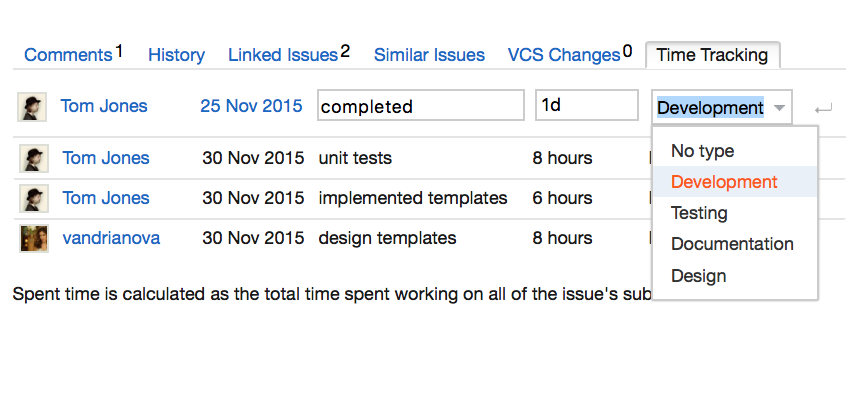 Comments 1 History Linked Issues 2 Similar Issues VCS Changes 0 Time Tracking
Tom Jones 25 Nov 2015 completed 1d Development
Tom Jones 30 Nov 2015 unit tests 8 hours
Tom Jones 30 Nov 2015 implemented templates 6 hours
vandrianova 30 Nov 2015 design templates 8 hours
No type
Development
Testing
Documentation
Design
Spent time is calculated as the total time spent working on all of the issue's sub